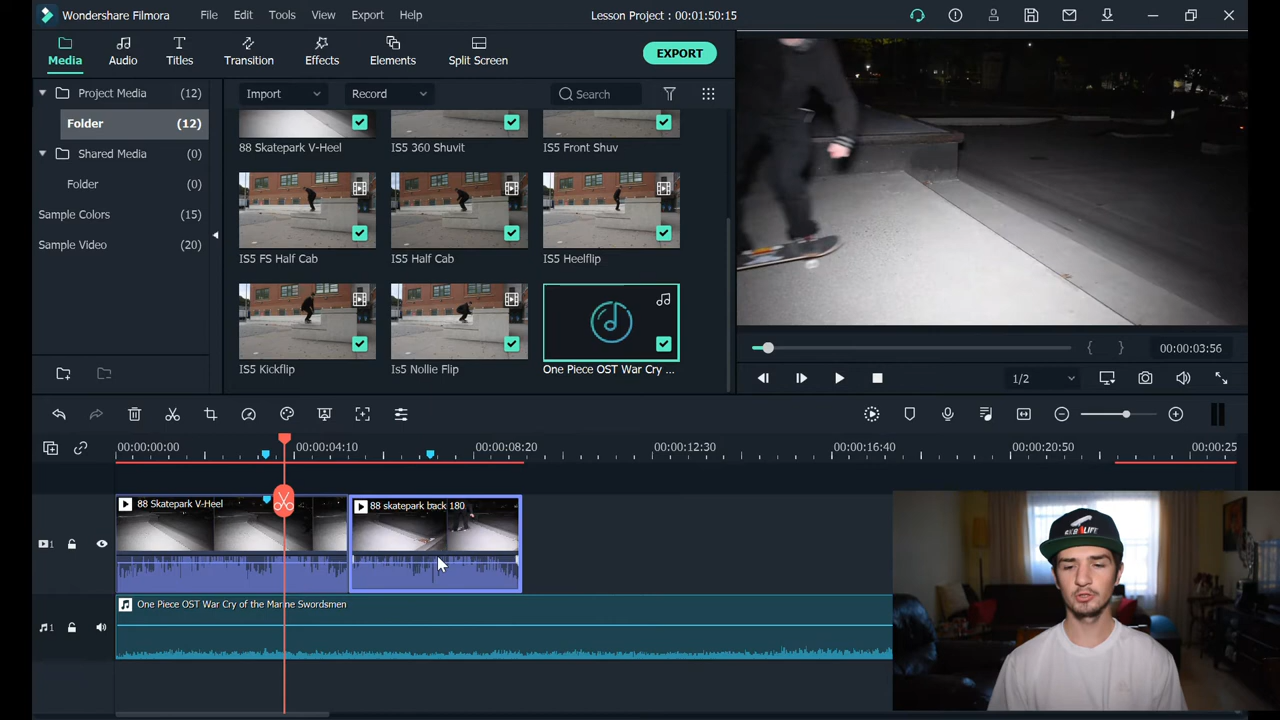 Wondershare Filmora File Edit Tools View Export Help Lesson Project : 00:01:50:15
Media Audio Titles Transition Effects Elements Split Screen EXPORT
Project Media (12)
Folder (12)
Shared Media (0)
Folder (0)
Sample Colors (15)
Sample Video (20)
Import Record Search
88 Skatepark V-Heel IS5 360 Shuvit IS5 Front Shuv
IS5 FS Half Cab IS5 Half Cab IS5 Heelflip
IS5 Kickflip Is5 Nollie Flip One Piece OST War Cry ...
{ } 00:00:03:56
1/2
00:00:00:00 00:00:04:10 00:00:08:20 00:00:12:30 00:00:16:40 00:00:20:50 00:00:25
88 Skatepark V-Heel 88 skatepark back 180
1
One Piece OST War Cry of the Marine Swordsmen
1